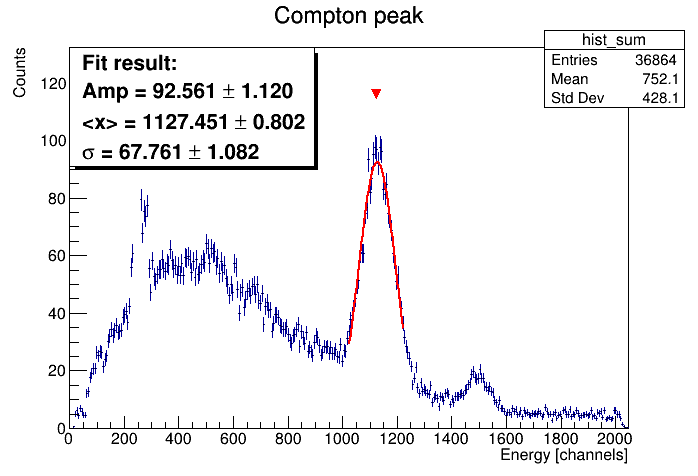 Compton peak
hist_sum
Entries 36864
Mean 752.1
Std Dev 428.1
Fit result:
Amp = 92.561 ± 1.120
<x> = 1127.451 ± 0.802
σ = 67.761 ± 1.082
Counts
120
100
80
60
40
20
0
0 200 400 600 800 1000 1200 1400 1600 1800 2000
Energy [channels]